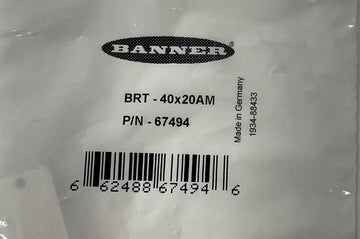 BANNER®
BRT - 40x20AM
P/N - 67494
Made in Germany
1934-88433
6 62488 67494 6